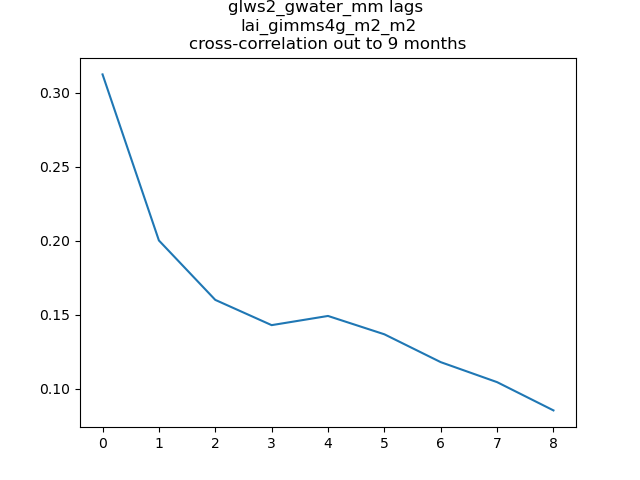 glws2_gwater_mm lags
lai_gimms4g_m2_m2
cross-correlation out to 9 months
0.30
0.25
0.20
0.15
0.10
0 1 2 3 4 5 6 7 8